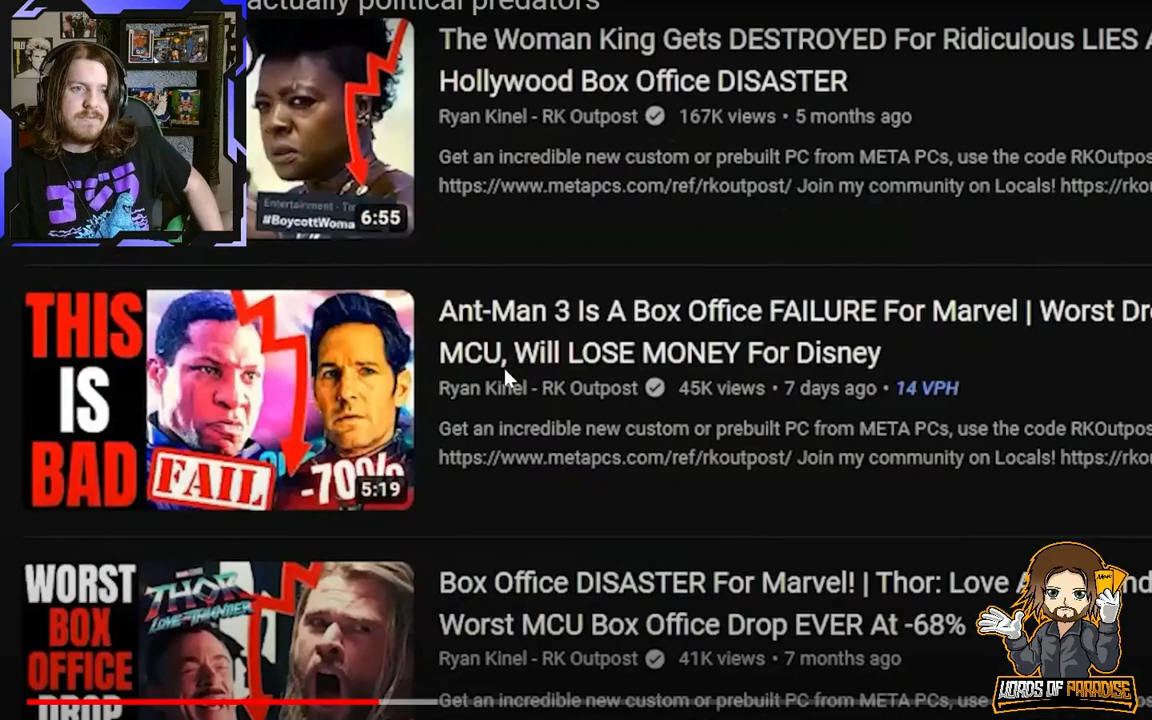 actually political predators
The Woman King Gets DESTROYED For Ridiculous LIES
Hollywood Box Office DISASTER
Ryan Kinel - RK Outpost 167K views • 5 months ago
Get an incredible new custom or prebuilt PC from META PCs, use the code RKOutpos
https://www.metapcs.com/ref/rkoutpost/ Join my community on Locals! https://rko
#BoycottWoma
6:55
ゴジラ
THIS
IS
BAD
FAIL
-70%
5:19
Ant-Man 3 Is A Box Office FAILURE For Marvel | Worst
MCU, Will LOSE MONEY For Disney
Ryan Kinel - RK Outpost 45K views • 7 days ago • 14 VPH
Get an incredible new custom or prebuilt PC from META PCs, use the code RKOutpos
https://www.metapcs.com/ref/rkoutpost/ Join my community on Locals! https://rko
WORST
BOX
OFFICE
DROP
THOR
LOVE AND THUNDER
Box Office DISASTER For Marvel! | Thor: Love
Worst MCU Box Office Drop EVER At -68%
Ryan Kinel - RK Outpost 41K views • 7 months ago
Get an incredible new custom or prebuilt PC from META PCs, use the code
WORDS OF PARADISE